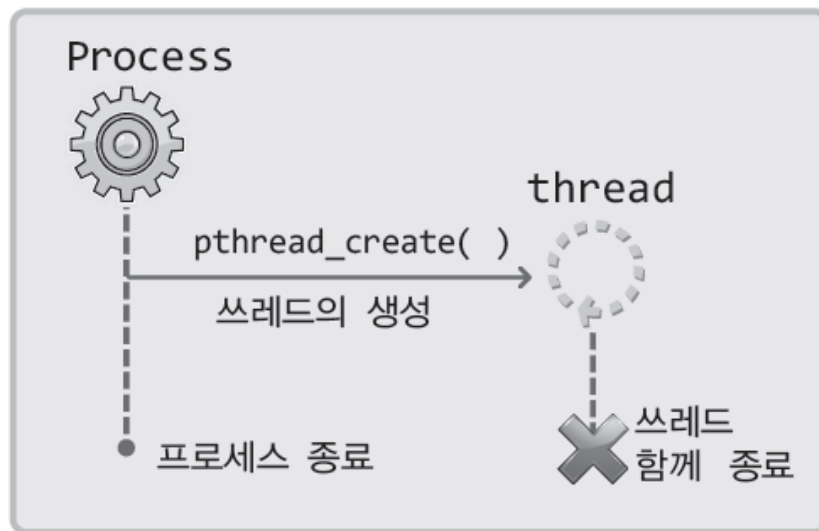 Process
thread
pthread_create( )
쓰레드의 생성
프로세스 종료
쓰레드
함께 종료